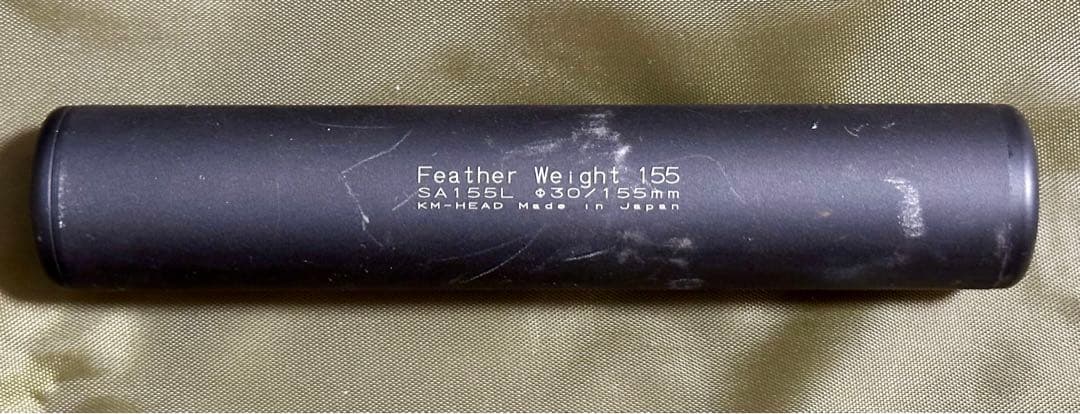 Feather Weight 155
SA155L Φ30/155mm
KM-HEAD Made in Japan